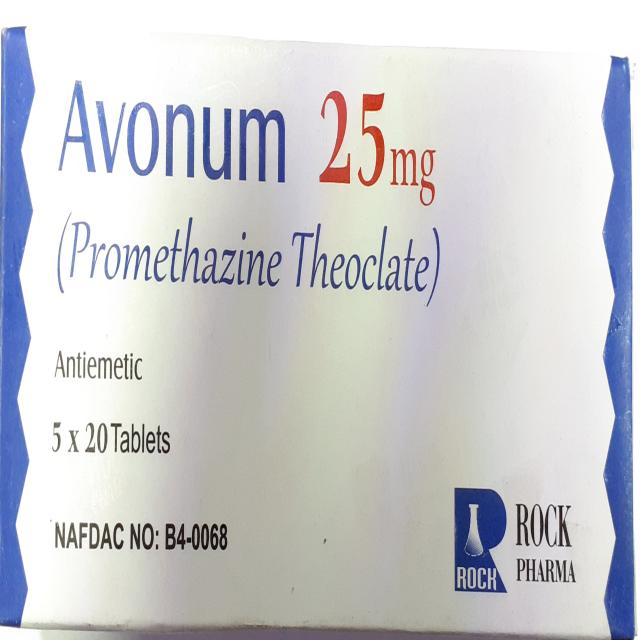 Avonum 25mg
(Promethazine Theoclate)
Antiemetic
5 x 20 Tablets
NAFDAC NO: B4-0068
ROCK
ROCK
PHARMA